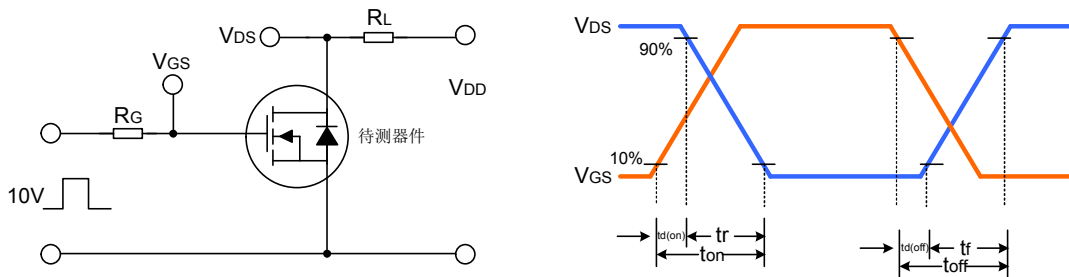 VDS
RL
VGS
VDD
RG
待测器件
10V
VDS
90%
10%
VGS
td(on)
tr
ton
td(off)
tf
toff